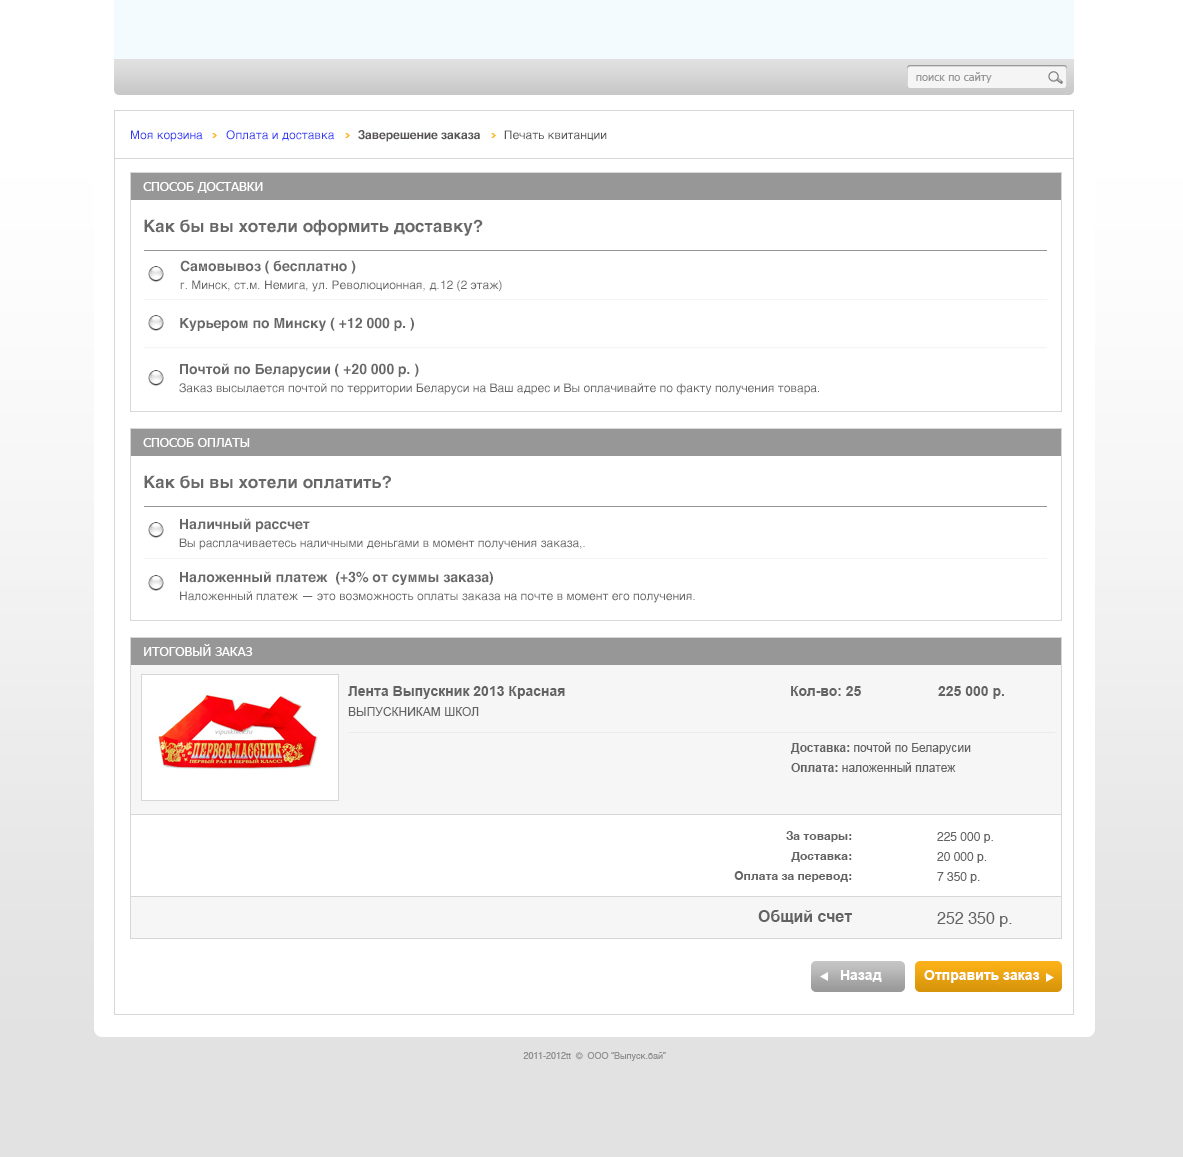 поиск по сайту
Моя корзина Оплата и доставка Заверешение заказа Печать квитанции
СПОСОБ ДОСТАВКИ
Как бы вы хотели оформить доставку?
Самовывоз ( бесплатно )
г. Минск, ст.м. Немига, ул. Революционная, д.12 (2 этаж)
Курьером по Минску ( +12 000 р. )
Почтой по Беларусии ( +20 000 р. )
Заказ высылается почтой по территории Беларуси на Ваш адрес и Вы оплачивайте по факту получения товара.
СПОСОБ ОПЛАТЫ
Как бы вы хотели оплатить?
Наличный рассчет
Вы расплачиваетесь наличными деньгами в момент получения заказа,.
Наложенный платеж (+3% от суммы заказа)
Наложенный платеж — это возможность оплаты заказа на почте в момент его получения.
ИТОГОВЫЙ ЗАКАЗ
Лента Выпускник 2013 Красная Кол-во: 25 225 000 р.
ВЫПУСКНИКАМ ШКОЛ
ПЕРВОКЛАССНИК
ПЕРВЫЙ РАЗ В ПЕРВЫЙ КЛАСС!
Доставка: почтой по Беларусии
Оплата: наложенный платеж
За товары: 225 000 р.
Доставка: 20 000 р.
Оплата за перевод: 7 350 р.
Общий счет 252 350 р.
Назад Отправить заказ
2011-2012tt © ООО "Выпуск.бай"